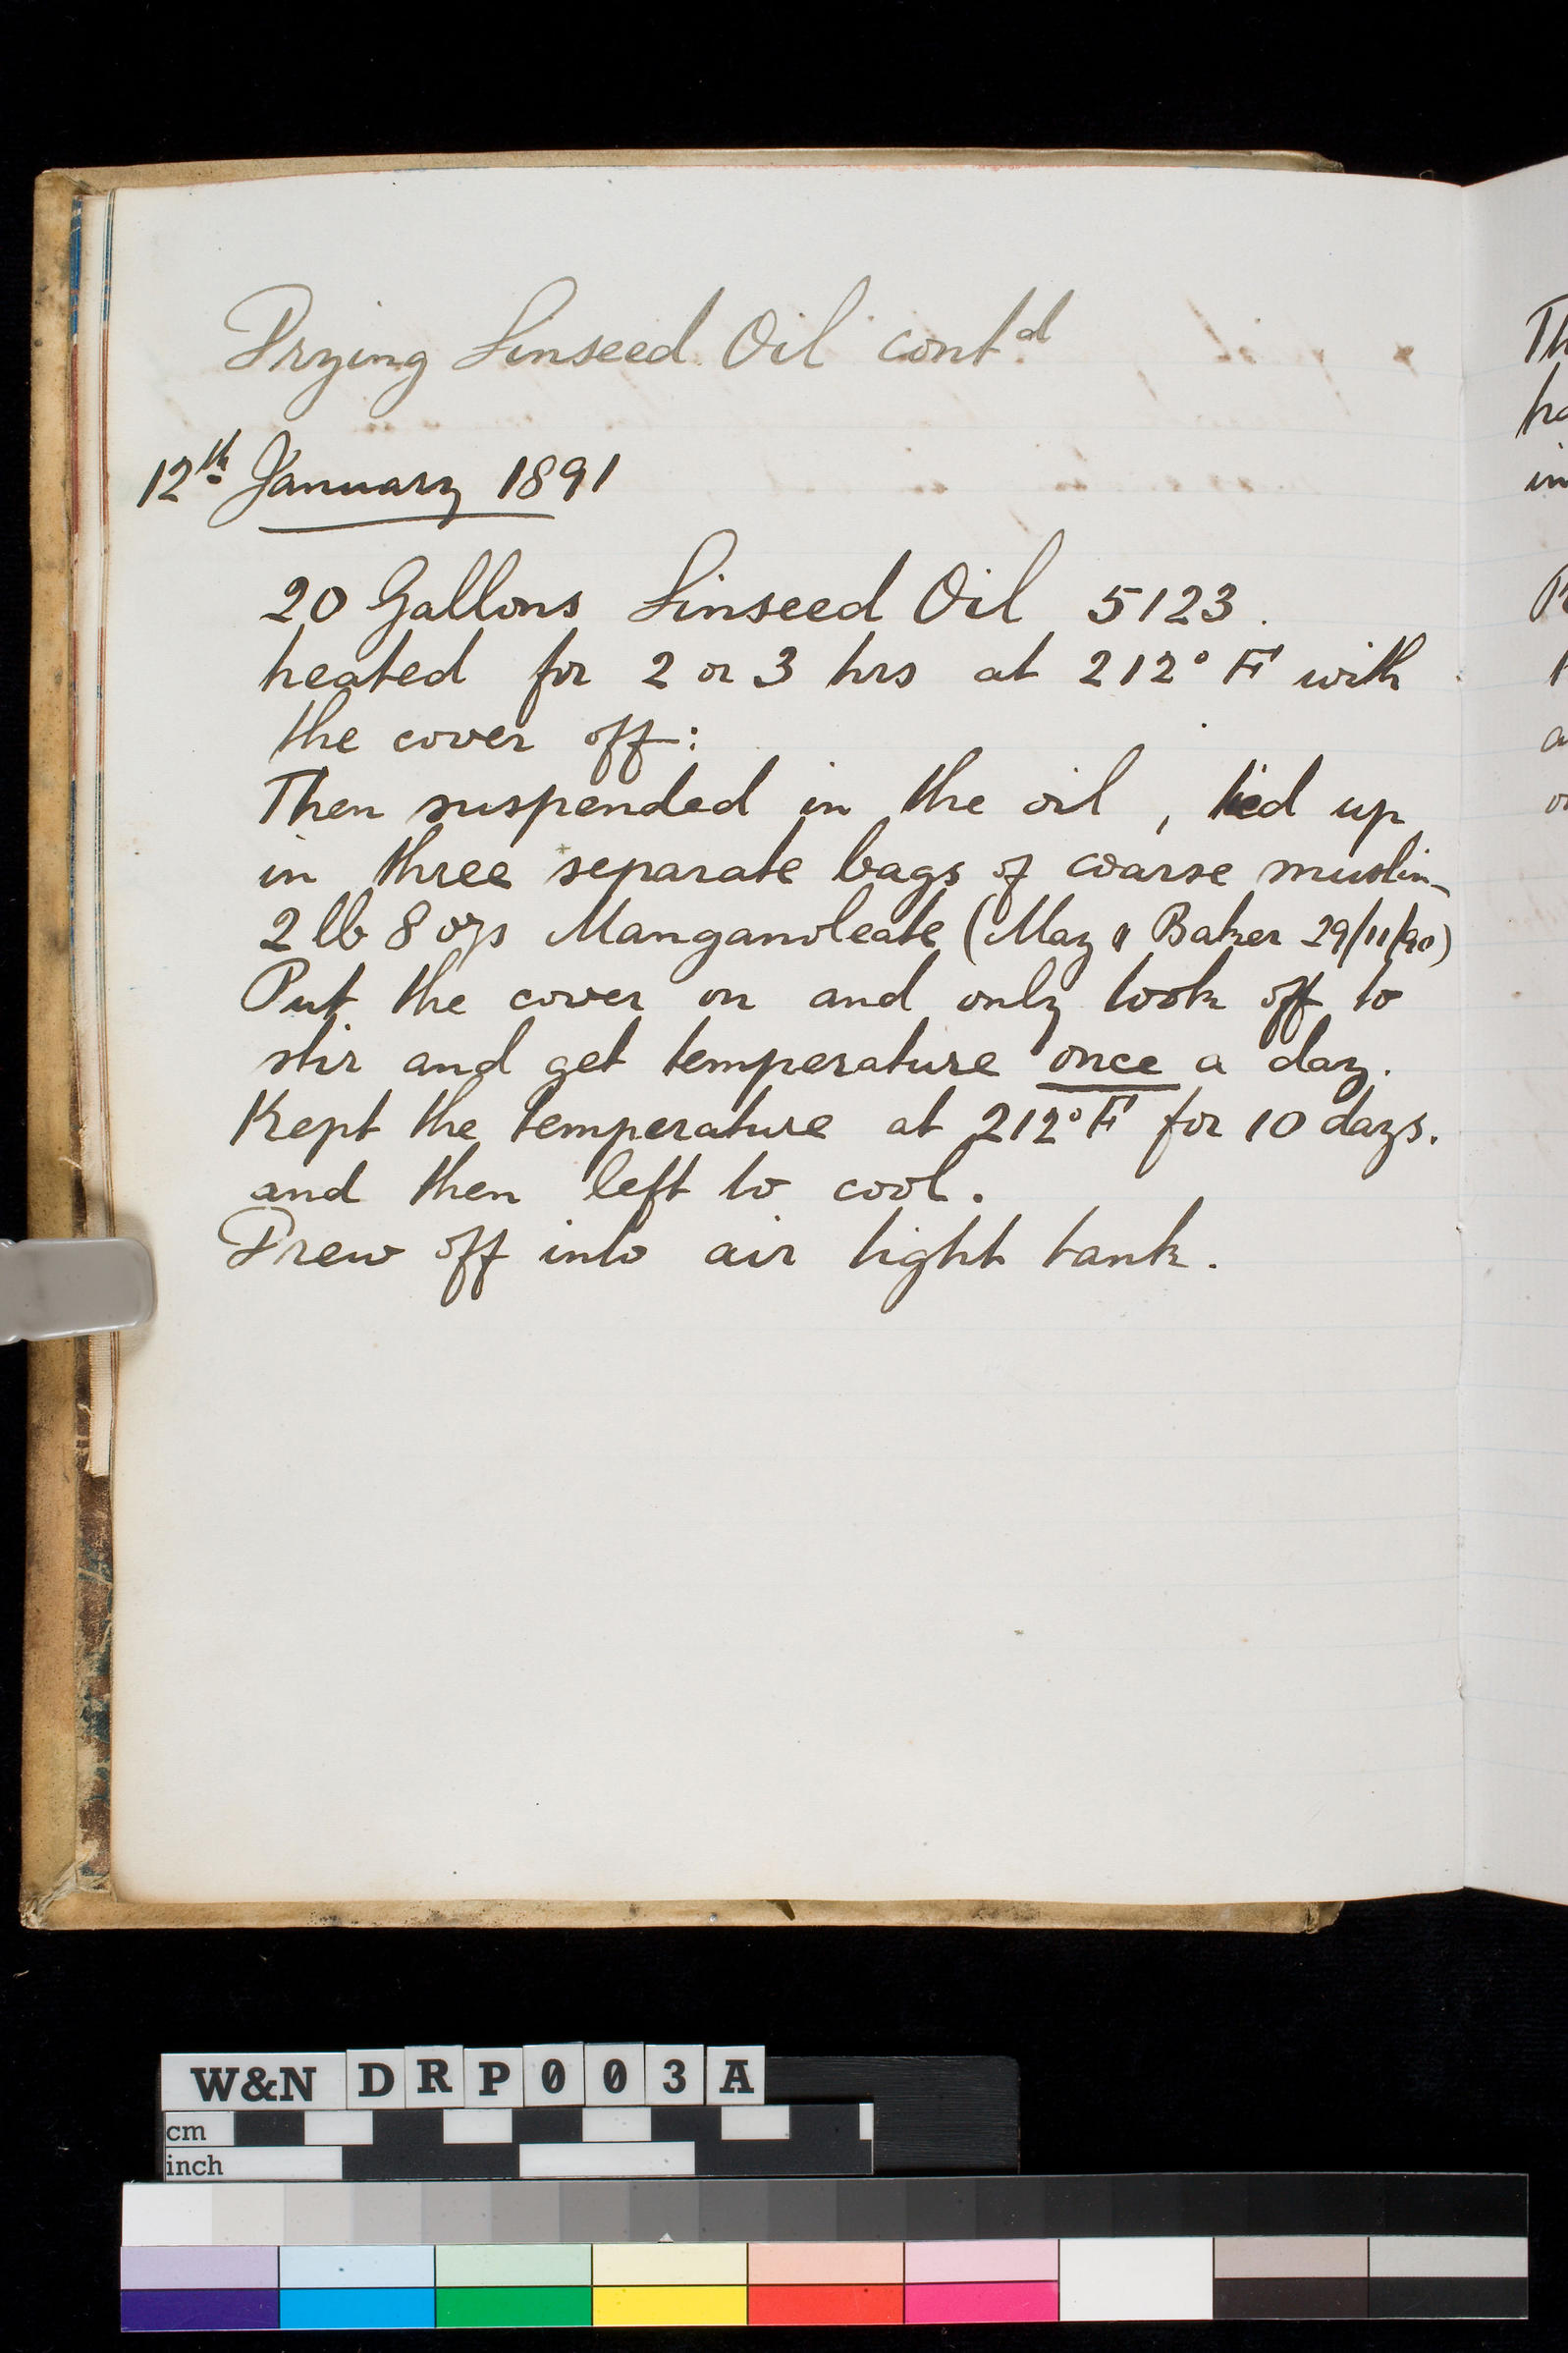 Drying Linseed Oil contd
12th January 1891
20 Gallons Linseed Oil 5123.
heated for 2 or 3 hrs at 212° F with
the cover off:
Then suspended in the oil, tied up
in three separate bags of coarse muslin
2 lb 8 ozs Manganoleate (May & Baker 29/11/90)
Put the cover on and only took off to
stir and get temperature once a day.
Kept the temperature at 212° F for 10 days.
and then left to cool.
Drew off into air tight tank.
Th
in
a
W&N DRP003A
cm
inch